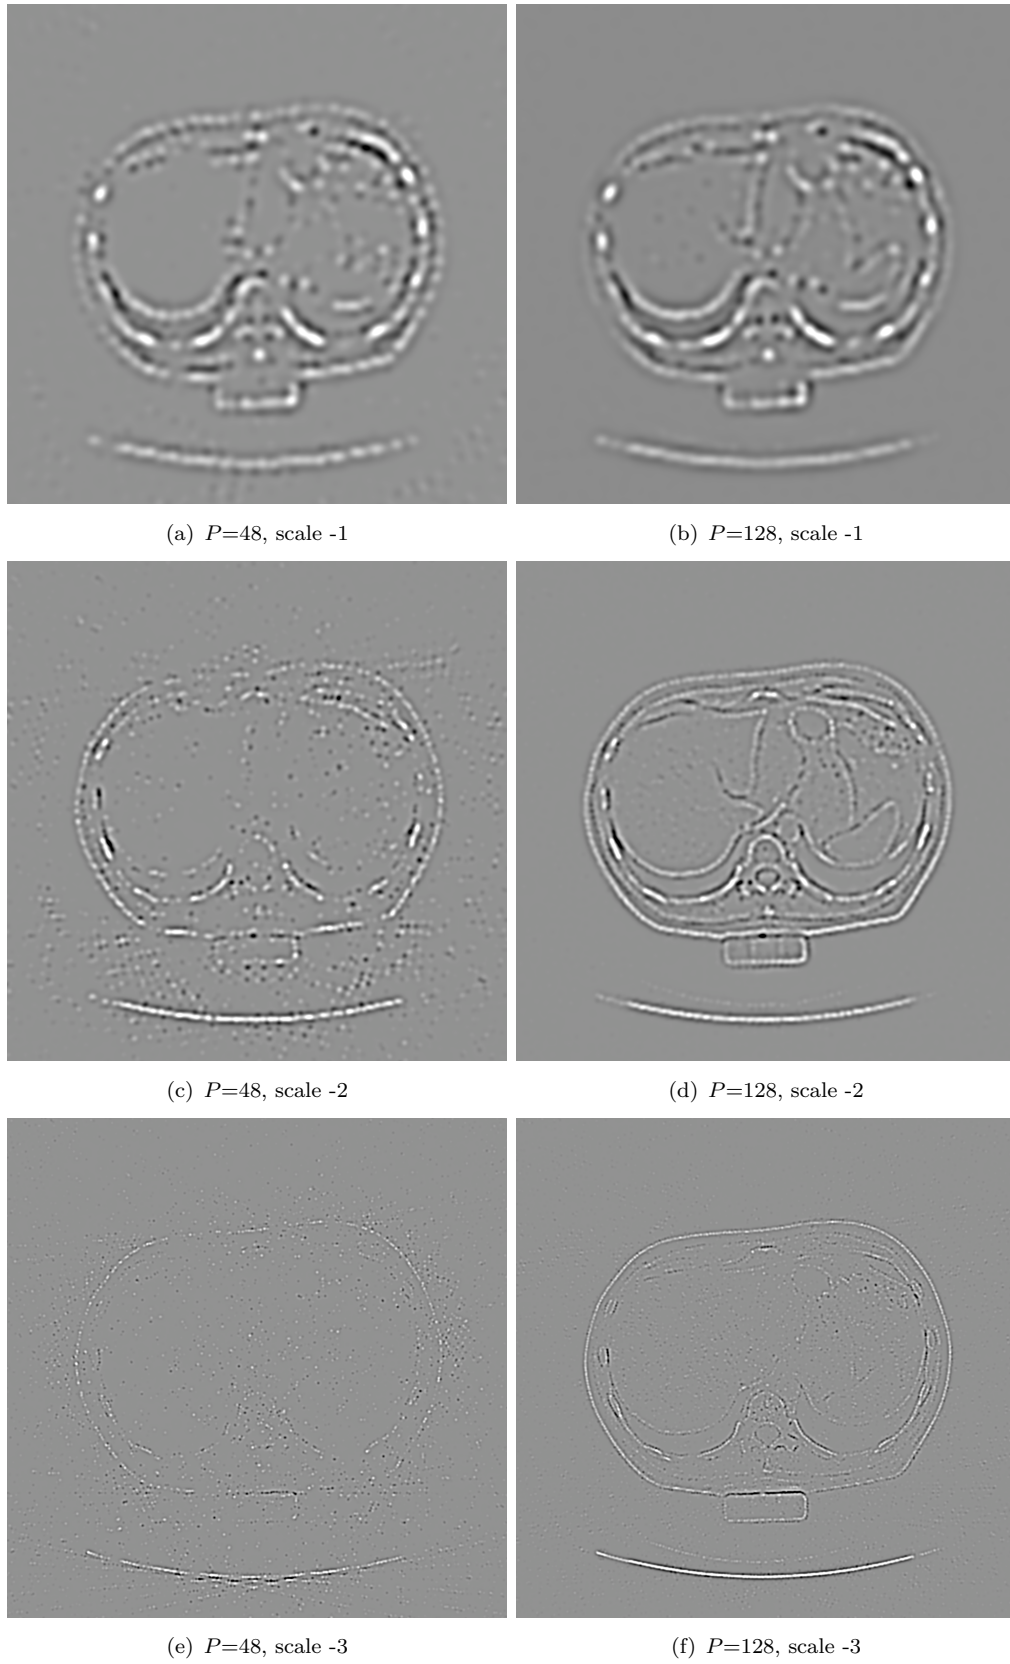 (a) P=48, scale -1
(b) P=128, scale -1
(c) P=48, scale -2
(d) P=128, scale -2
(e) P=48, scale -3
(f) P=128, scale -3